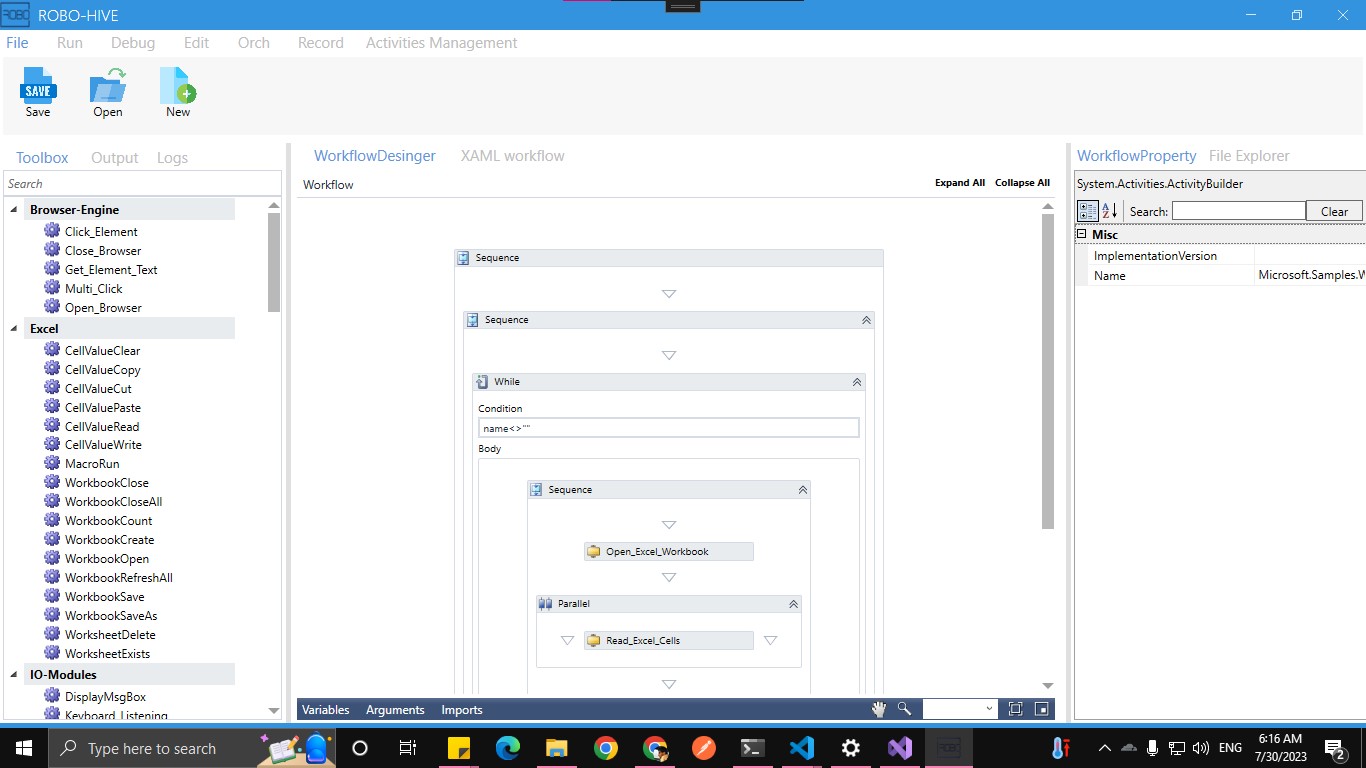 ROBO ROBO-HIVE
File Run Debug Edit Orch Record Activities Management
SAVE
Save Open New
Toolbox Output Logs
Search
Browser-Engine
Click_Element
Close_Browser
Get_Element_Text
Multi_Click
Open_Browser
Excel
CellValueClear
CellValueCopy
CellValueCut
CellValuePaste
CellValueRead
CellValueWrite
MacroRun
WorkbookClose
WorkbookCloseAll
WorkbookCount
WorkbookCreate
WorkbookOpen
WorkbookRefreshAll
WorkbookSave
WorkbookSaveAs
WorksheetDelete
WorksheetExists
IO-Modules
DisplayMsgBox
Keyboard_Listening
WorkflowDesinger XAML workflow
Workflow Expand All Collapse All
Sequence
Sequence
While
Condition
name<>""
Body
Sequence
Open_Excel_Workbook
Parallel
Read_Excel_Cells
Variables Arguments Imports
WorkflowProperty File Explorer
System.Activities.ActivityBuilder
A Z Search: Clear
Misc
ImplementationVersion
Name Microsoft.Samples.W
Type here to search ROBO ENG 6:16 AM
7/30/2023 2